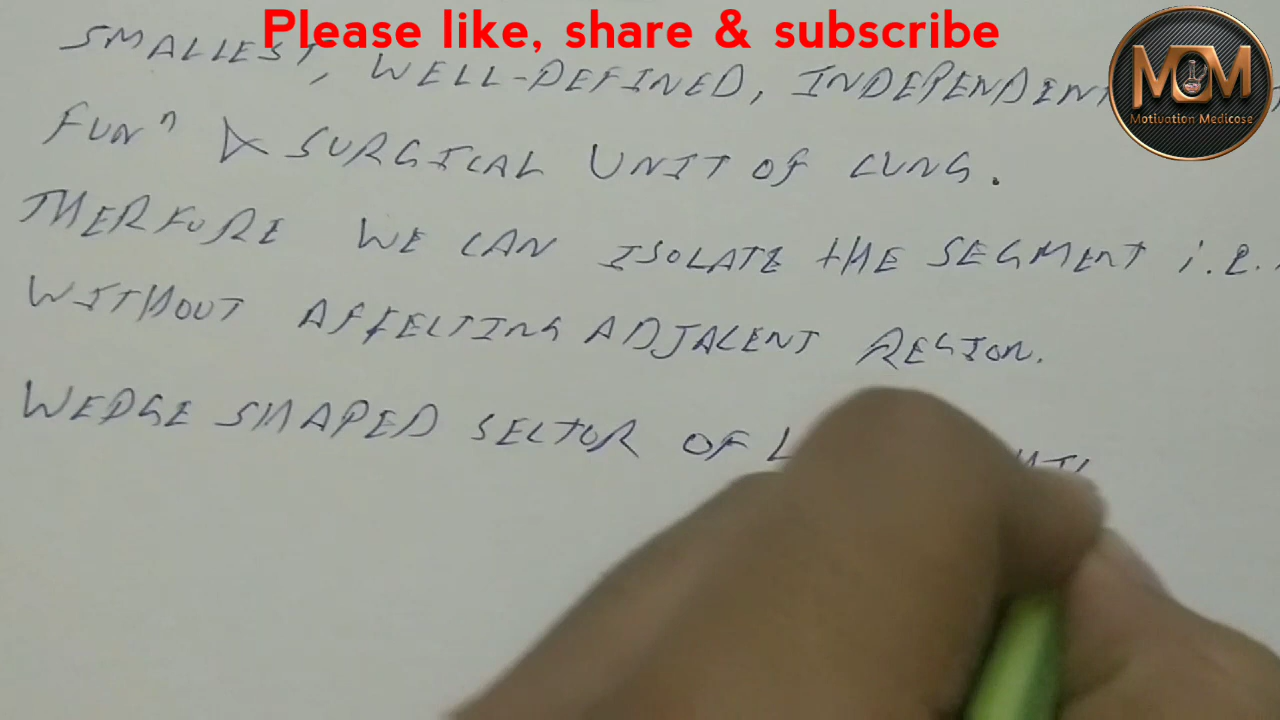 Please like, share & subscribe
MOM
Motivation Medicose
SMALLEST, WELL-DEFINED, INDEPENDENT
FUNⁿ & SURGICAL UNIT OF LUNG.
THERFORE WE CAN ISOLATE tHE SEGMENT i.e.
WITHOUT AFFECTING ADJACENT REGION.
WEDGE SHAPED SECTOR OF